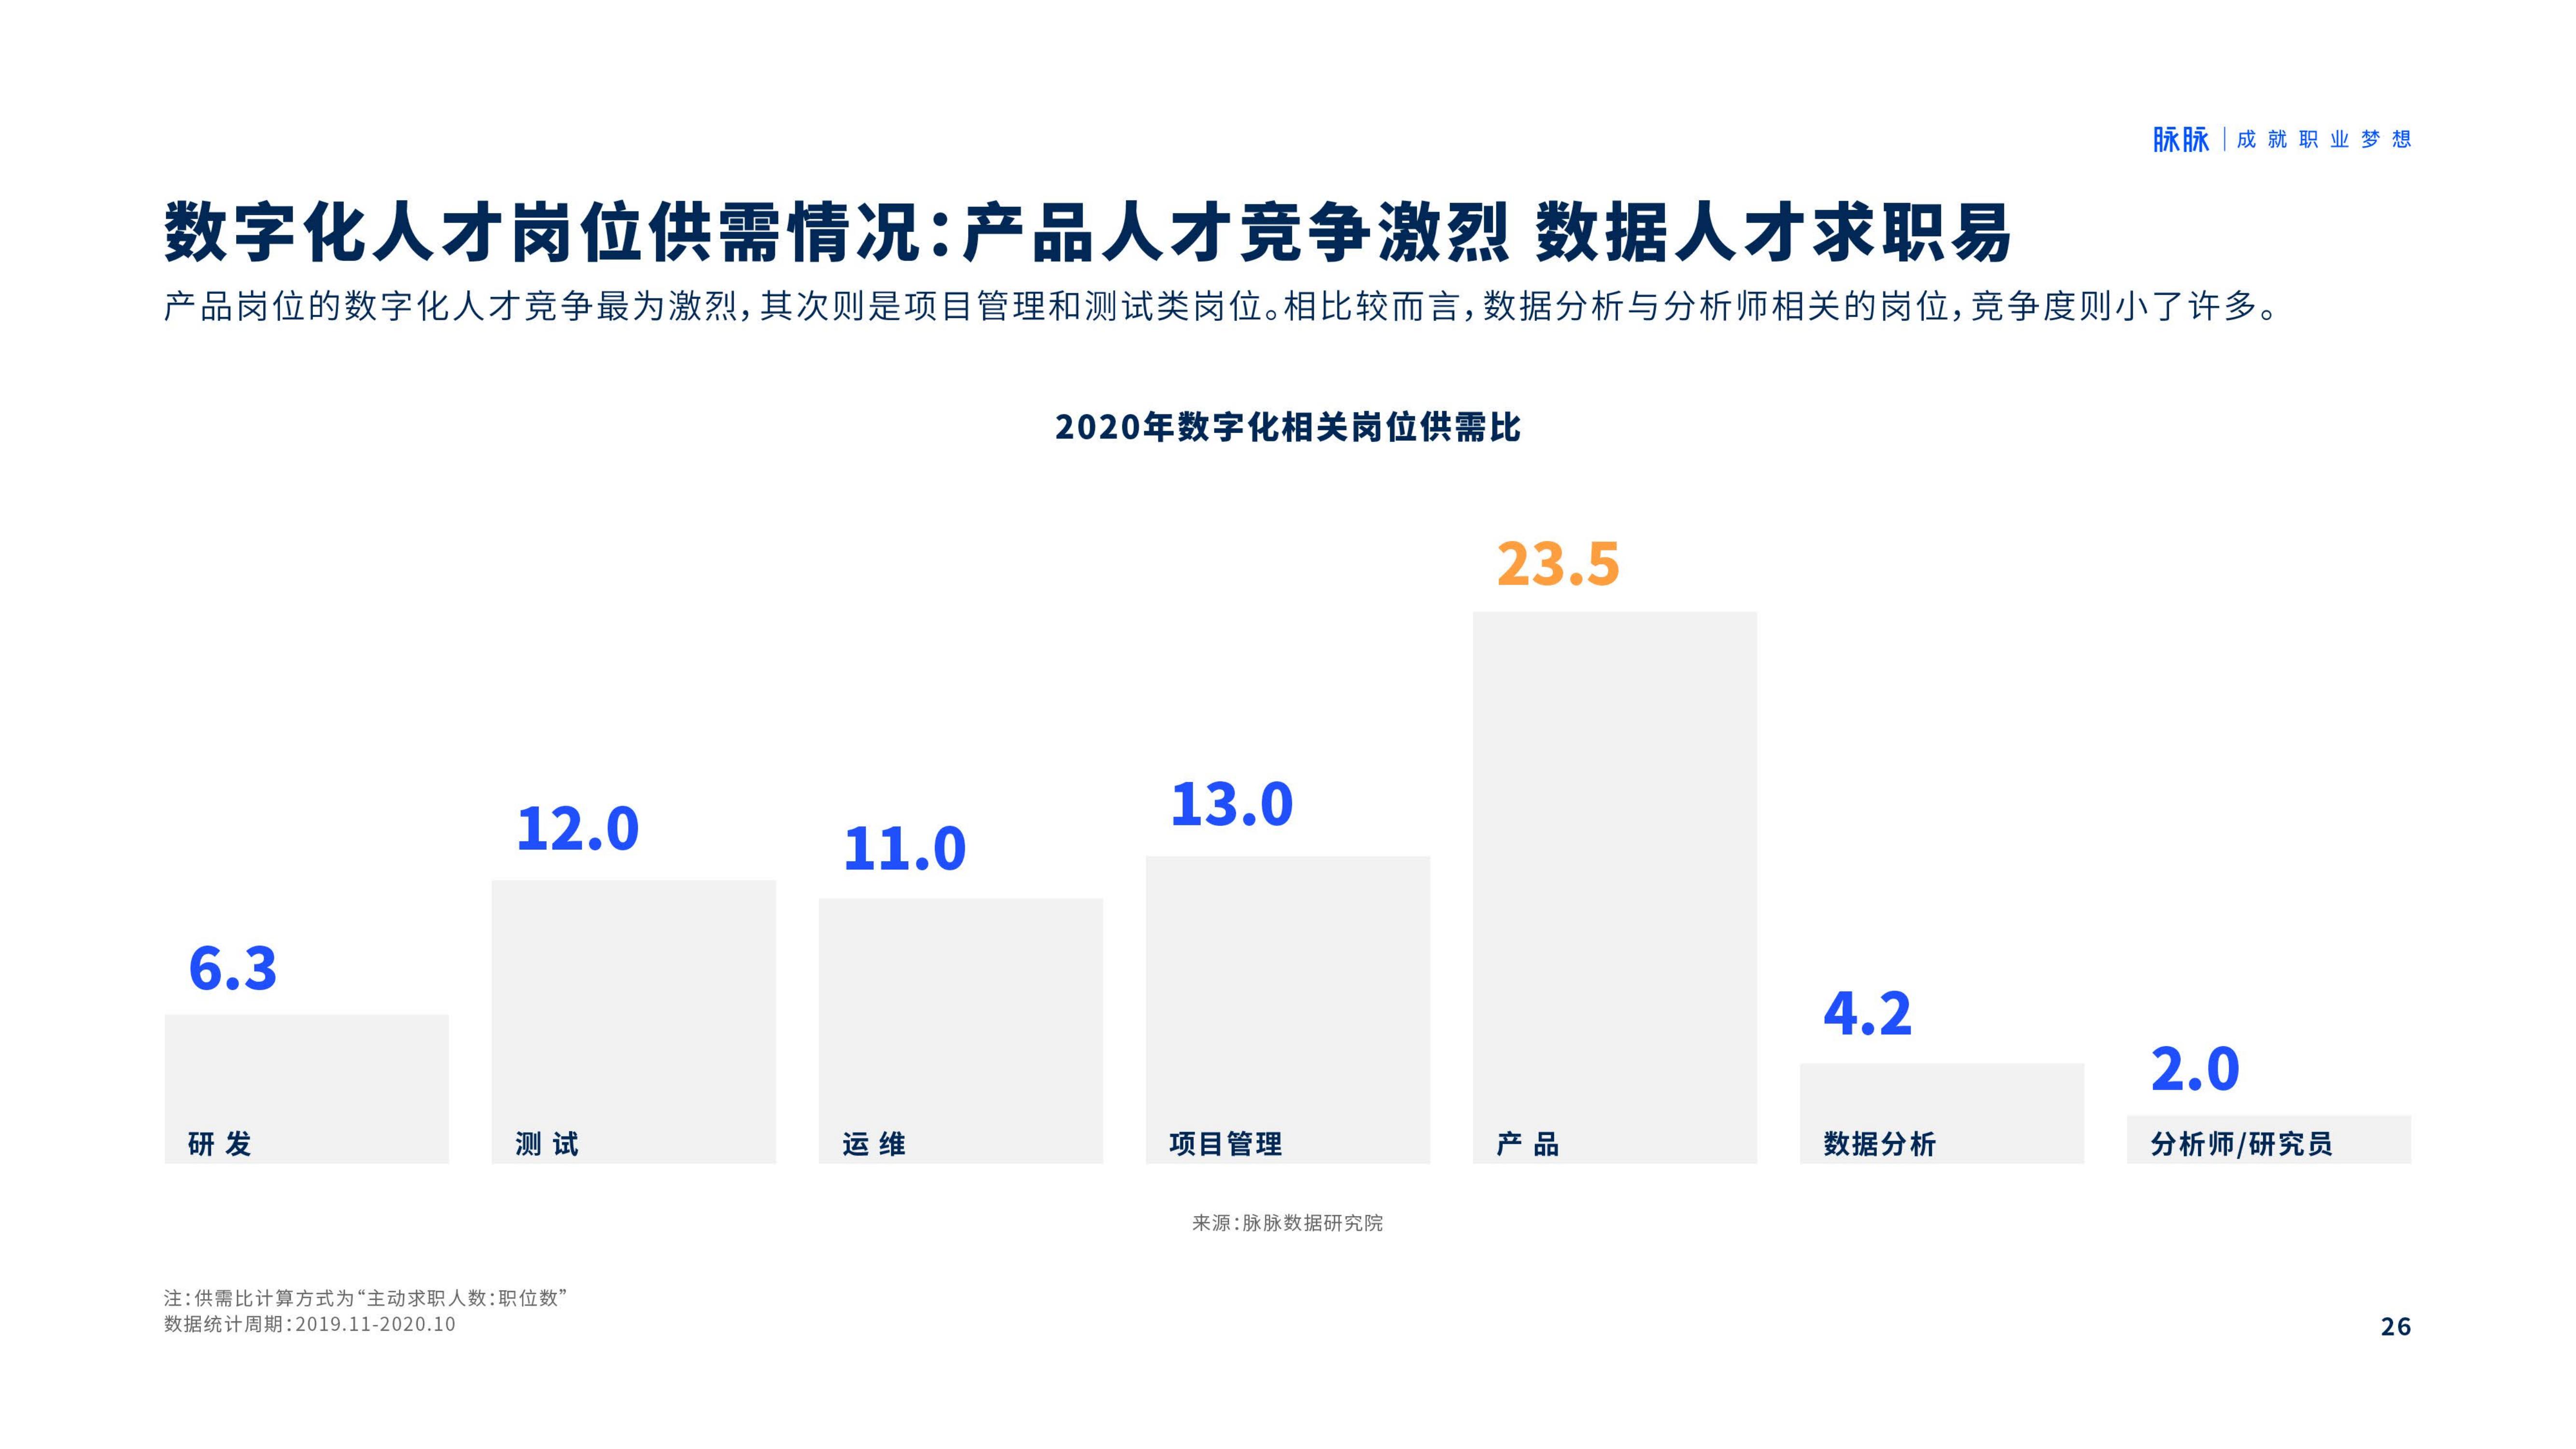 脉脉 | 成就职业梦想
数字化人才岗位供需情况：产品人才竞争激烈 数据人才求职易
产品岗位的数字化人才竞争最为激烈，其次则是项目管理和测试类岗位。相比较而言，数据分析与分析师相关的岗位，竞争度则小了许多。
2020年数字化相关岗位供需比
6.3
12.0
11.0
13.0
23.5
4.2
2.0
研发
测试
运维
项目管理
产品
数据分析
分析师/研究员
来源：脉脉数据研究院
注：供需比计算方式为“主动求职人数：职位数”
数据统计周期：2019.11-2020.10
26